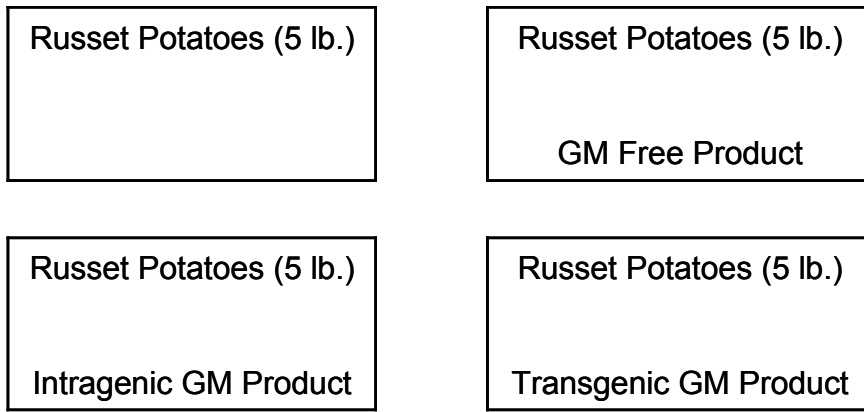 Russet Potatoes (5 lb.)
Russet Potatoes (5 lb.)
GM Free Product
Russet Potatoes (5 lb.)
Intragenic GM Product
Russet Potatoes (5 lb.)
Transgenic GM Product